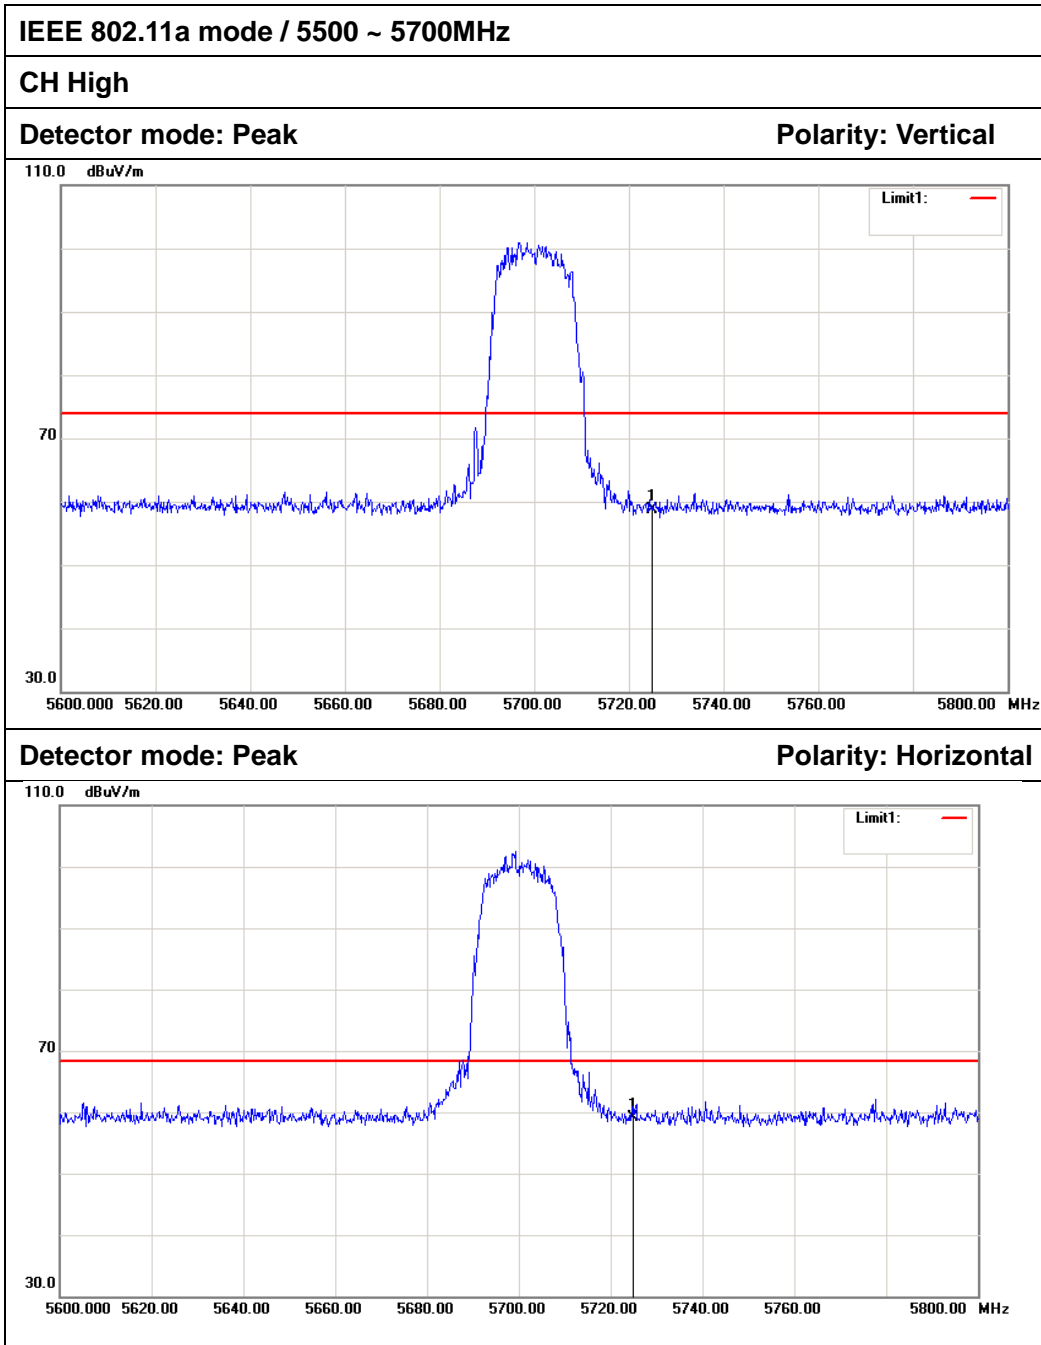 IEEE 802.11a mode / 5500 ~ 5700MHz
CH High
Detector mode: Peak Polarity: Vertical
110.0 dBuV/m
Limit1:
1
70
30.0
5600.000 5620.00 5640.00 5660.00 5680.00 5700.00 5720.00 5740.00 5760.00 5800.00 MHz
Detector mode: Peak Polarity: Horizontal
110.0 dBuV/m
Limit1:
70
1
30.0
5600.000 5620.00 5640.00 5660.00 5680.00 5700.00 5720.00 5740.00 5760.00 5800.00 MHz